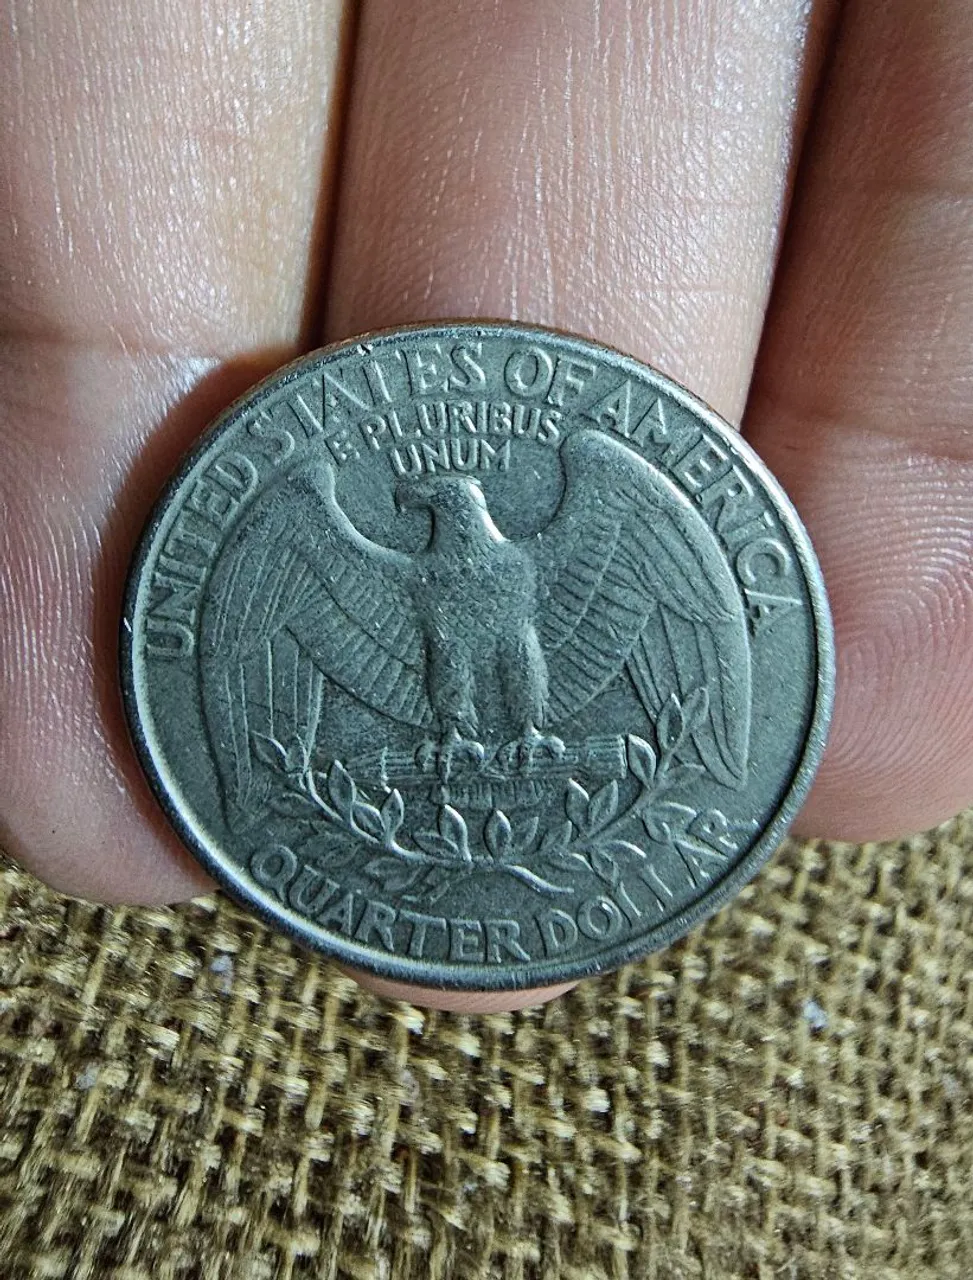 UNITED STATES OF AMERICA
E PLURIBUS
UNUM
QUARTER DOLLAR